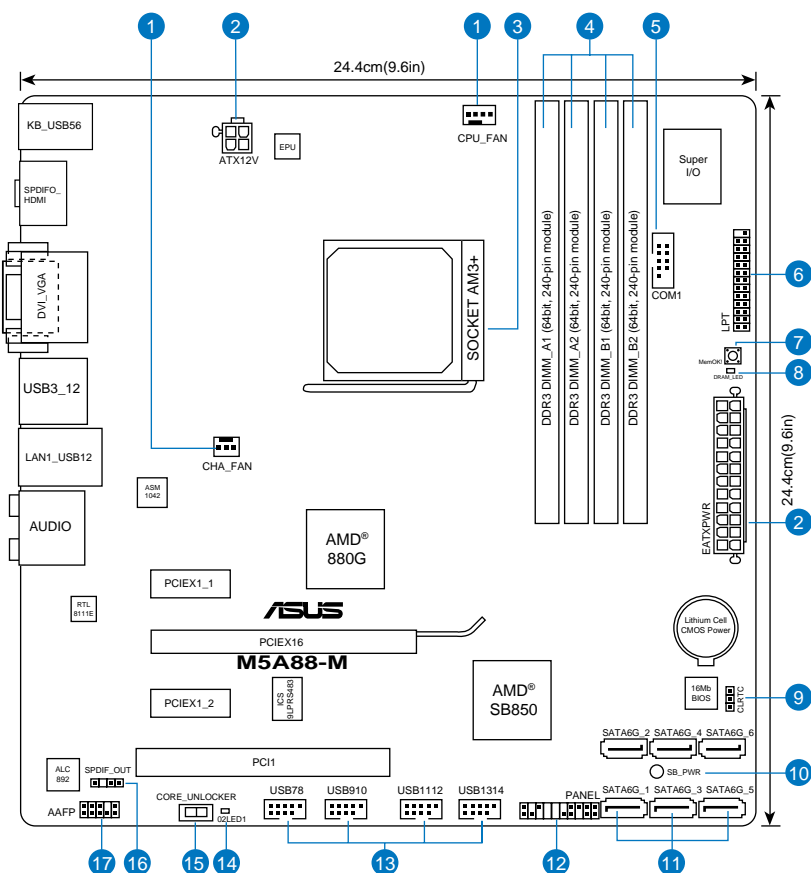 1
2
1
3
4
5
24.4cm(9.6in)
KB_USB56
ATX12V
EPU
CPU_FAN
Super
I/O
SPDIFO_
HDMI
DVI_VGA
SOCKET AM3+
DDR3 DIMM_A1 (64bit, 240-pin module)
DDR3 DIMM_A2 (64bit, 240-pin module)
DDR3 DIMM_B1 (64bit, 240-pin module)
DDR3 DIMM_B2 (64bit, 240-pin module)
COM1
LPT
6
7
MemOK!
8
DRAM_LED
USB3_12
1
CHA_FAN
LAN1_USB12
ASM
1042
AUDIO
AMD®
880G
EATXPWR
24.4cm(9.6in)
2
PCIEX1_1
RTL
8111E
ASUS
PCIEX16
M5A88-M
Lithium Cell
CMOS Power
PCIEX1_2
ICS
9LPRS483
AMD®
SB850
16Mb
BIOS
CLRTC
9
SATA6G_2
SATA6G_4
SATA6G_6
PCI1
ALC
892
SPDIF_OUT
SB_PWR
10
AAFP
CORE_UNLOCKER
02LED1
USB78
USB910
USB1112
USB1314
PANEL
SATA6G_1
SATA6G_3
SATA6G_5
17
16
15
14
13
12
11